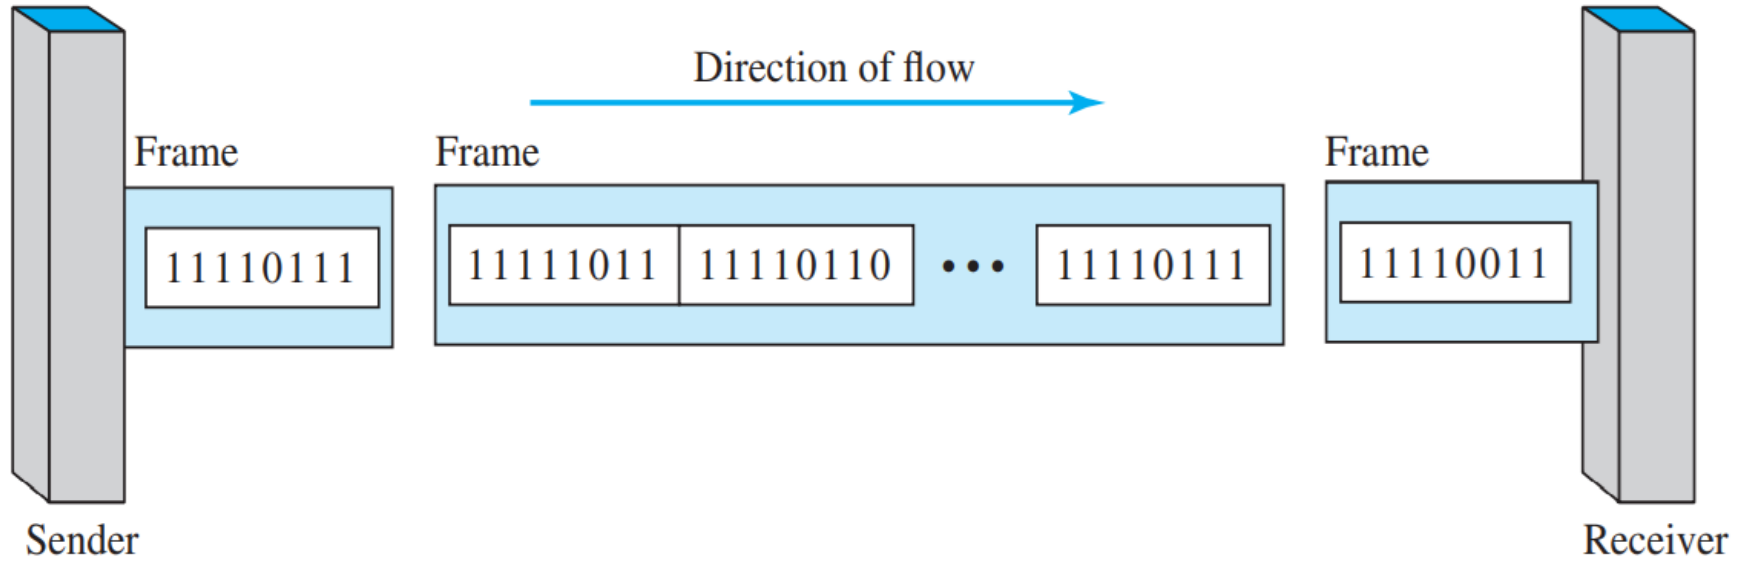 Direction of flow
Frame
Frame
Frame
11110111
11111011 11110110 ••• 11110111
11110011
Sender
Receiver